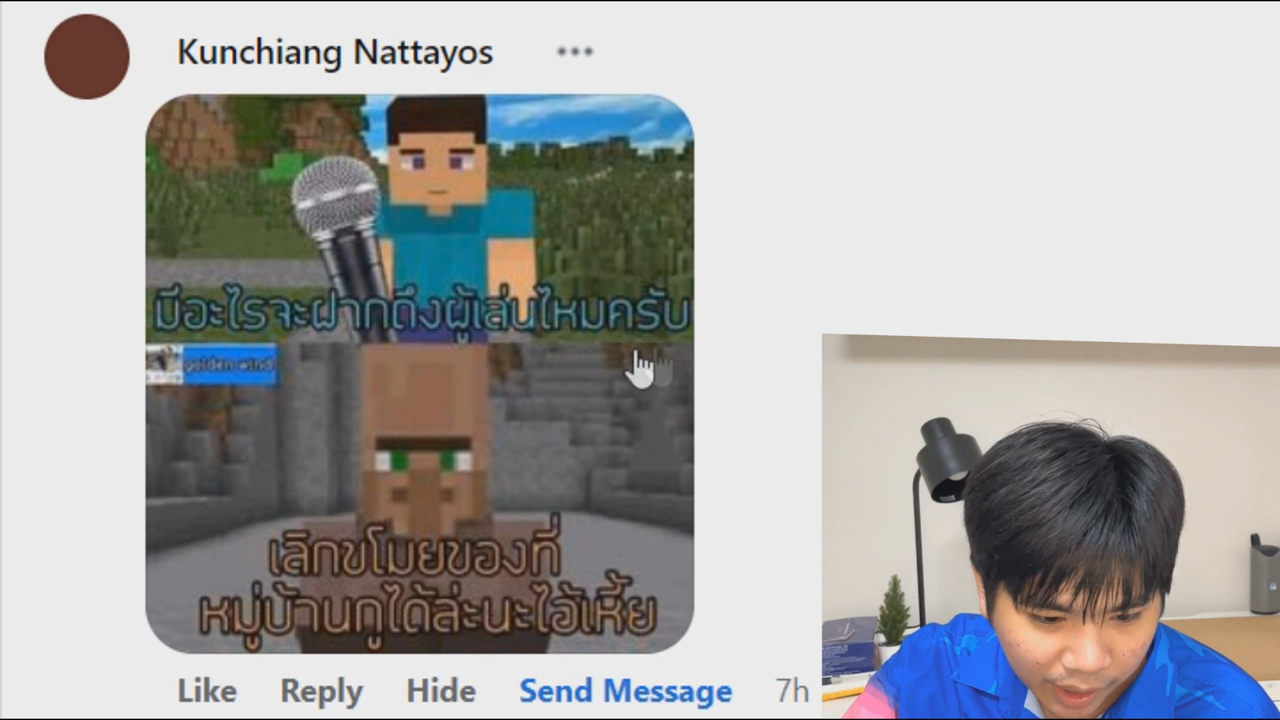 Kunchiang Nattayos
มีอะไรจะฝากถึงผู้เล่นไหมครับ
golden wind
เลิกขโมยของที่
หมู่บ้านกูได้ล่ะนะไอ้เหี้ย
Like Reply Hide Send Message 7h